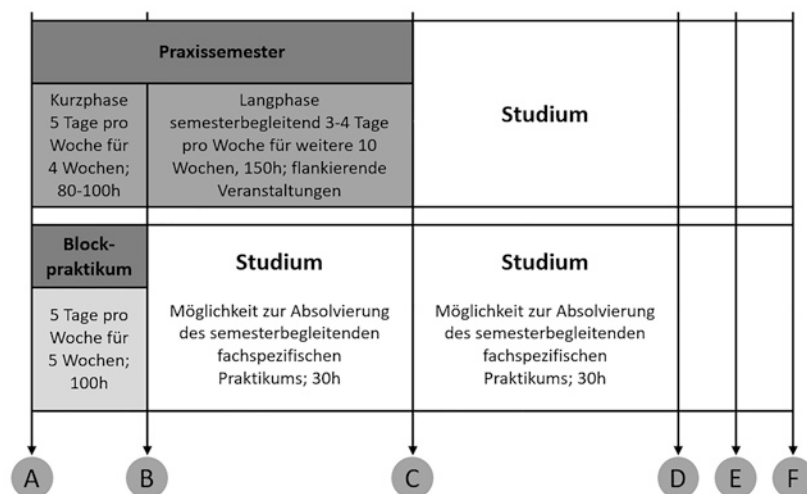 Praxissemester
Kurzphase
5 Tage pro
Woche für
4 Wochen;
80-100h
Langphase
semesterbegleitend 3-4 Tage
pro Woche für weitere 10
Wochen, 150h; flankierende
Veranstaltungen
Studium
Block-
praktikum
5 Tage pro
Woche für
5 Wochen;
100h
Studium
Möglichkeit zur Absolvierung
des semesterbegleitenden
fachspezifischen
Praktikums; 30h
Studium
Möglichkeit zur Absolvierung
des semesterbegleitenden
fachspezifischen
Praktikums; 30h
A
B
C
D
E
F